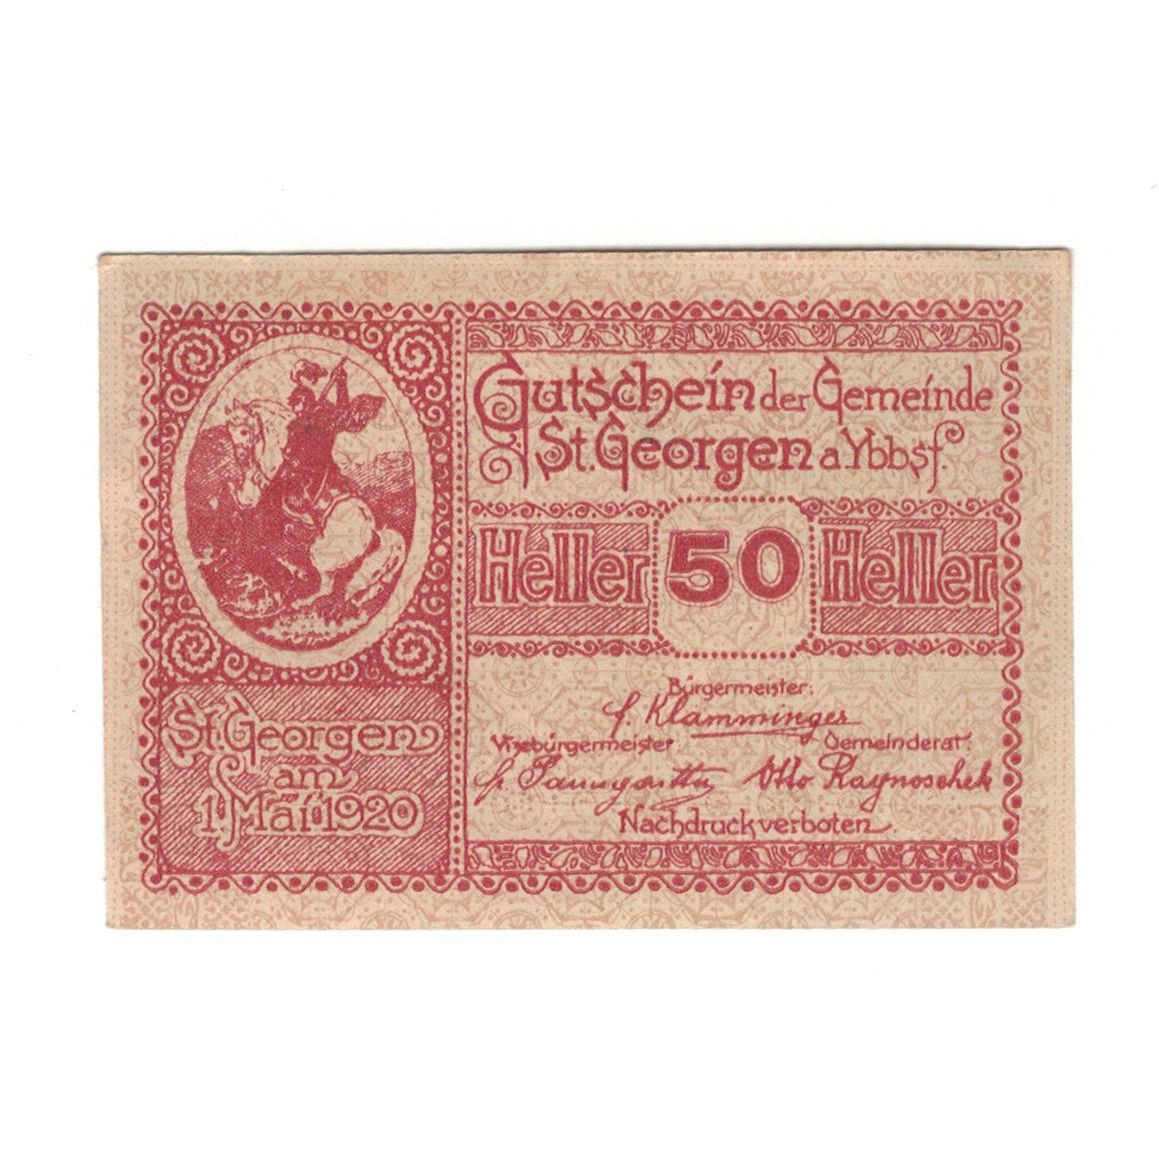 Gutschein der Gemeinde
St. Georgen a Ybbsf.
Heller 50 Heller
Bürgermeister:
f. Klamminger
Vizebürgermeister:
Gemeinderat:
Otto Raynoschek
Nachdruck verboten.
St. Georgen
am
1. Mai 1920